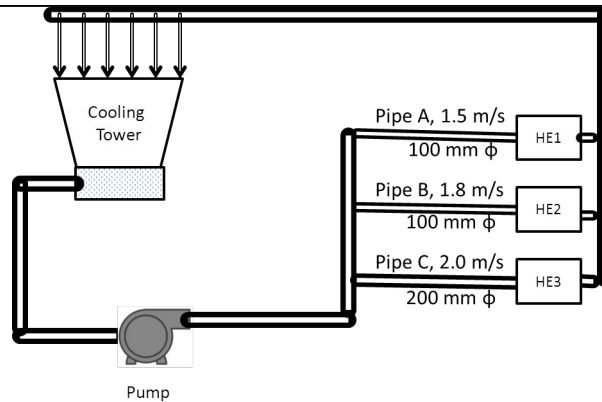 Cooling
Tower
Pipe A, 1.5 m/s
100 mm ϕ
HE1
Pipe B, 1.8 m/s
100 mm ϕ
HE2
Pipe C, 2.0 m/s
200 mm ϕ
HE3
Pump